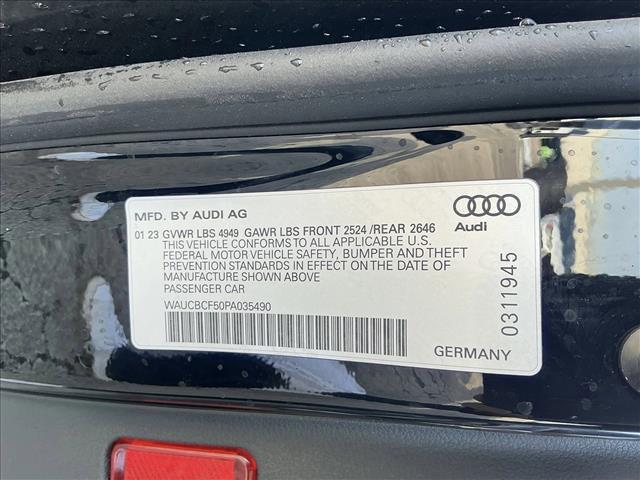 MFD. BY AUDI AG
Audi
01 23 GVWR LBS 4949 GAWR LBS FRONT 2524 /REAR 2646
THIS VEHICLE CONFORMS TO ALL APPLICABLE U.S.
FEDERAL MOTOR VEHICLE SAFETY, BUMPER AND THEFT
PREVENTION STANDARDS IN EFFECT ON THE DATE OF
MANUFACTURE SHOWN ABOVE
PASSENGER CAR
WAUCBCF50PA035490
GERMANY
0311945